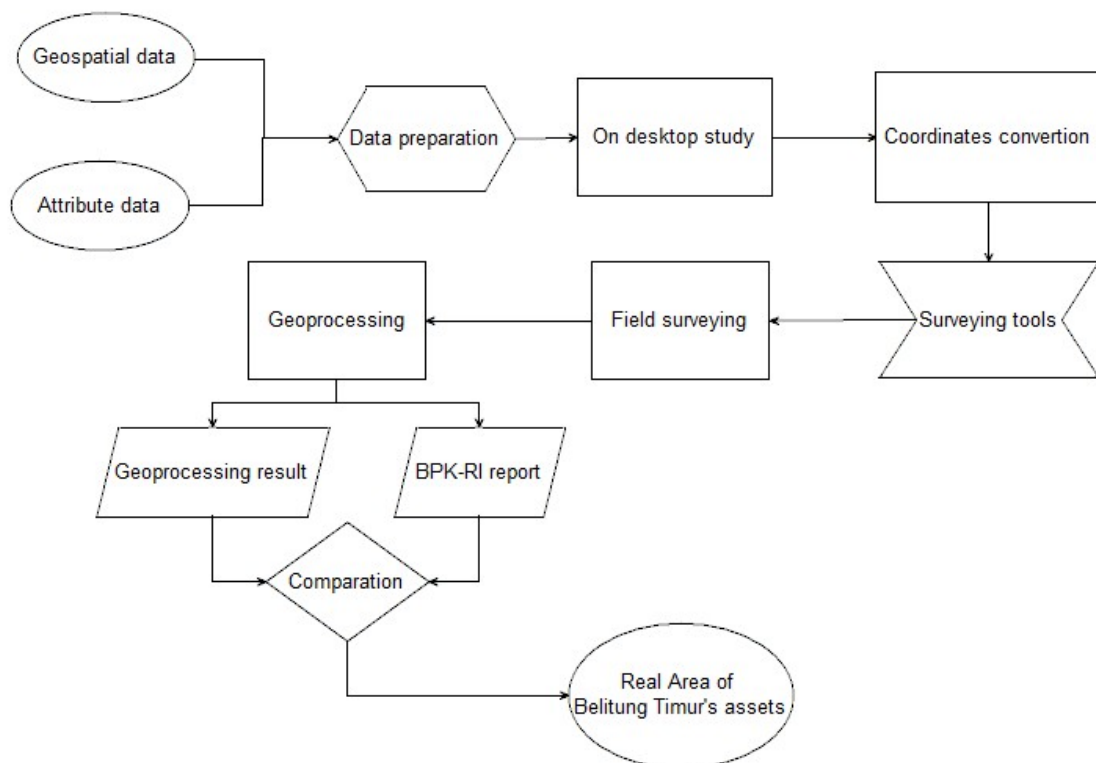 Geospatial data
Attribute data
Data preparation
On desktop study
Coordinates convertion
Surveying tools
Field surveying
Geoprocessing
Geoprocessing result
BPK-RI report
Comparation
Real Area of
Belitung Timur's assets